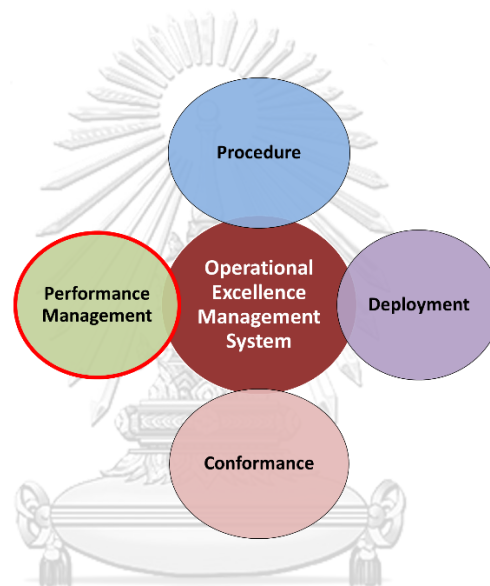 Procedure
Performance
Management
Operational
Excellence
Management
System
Deployment
Conformance